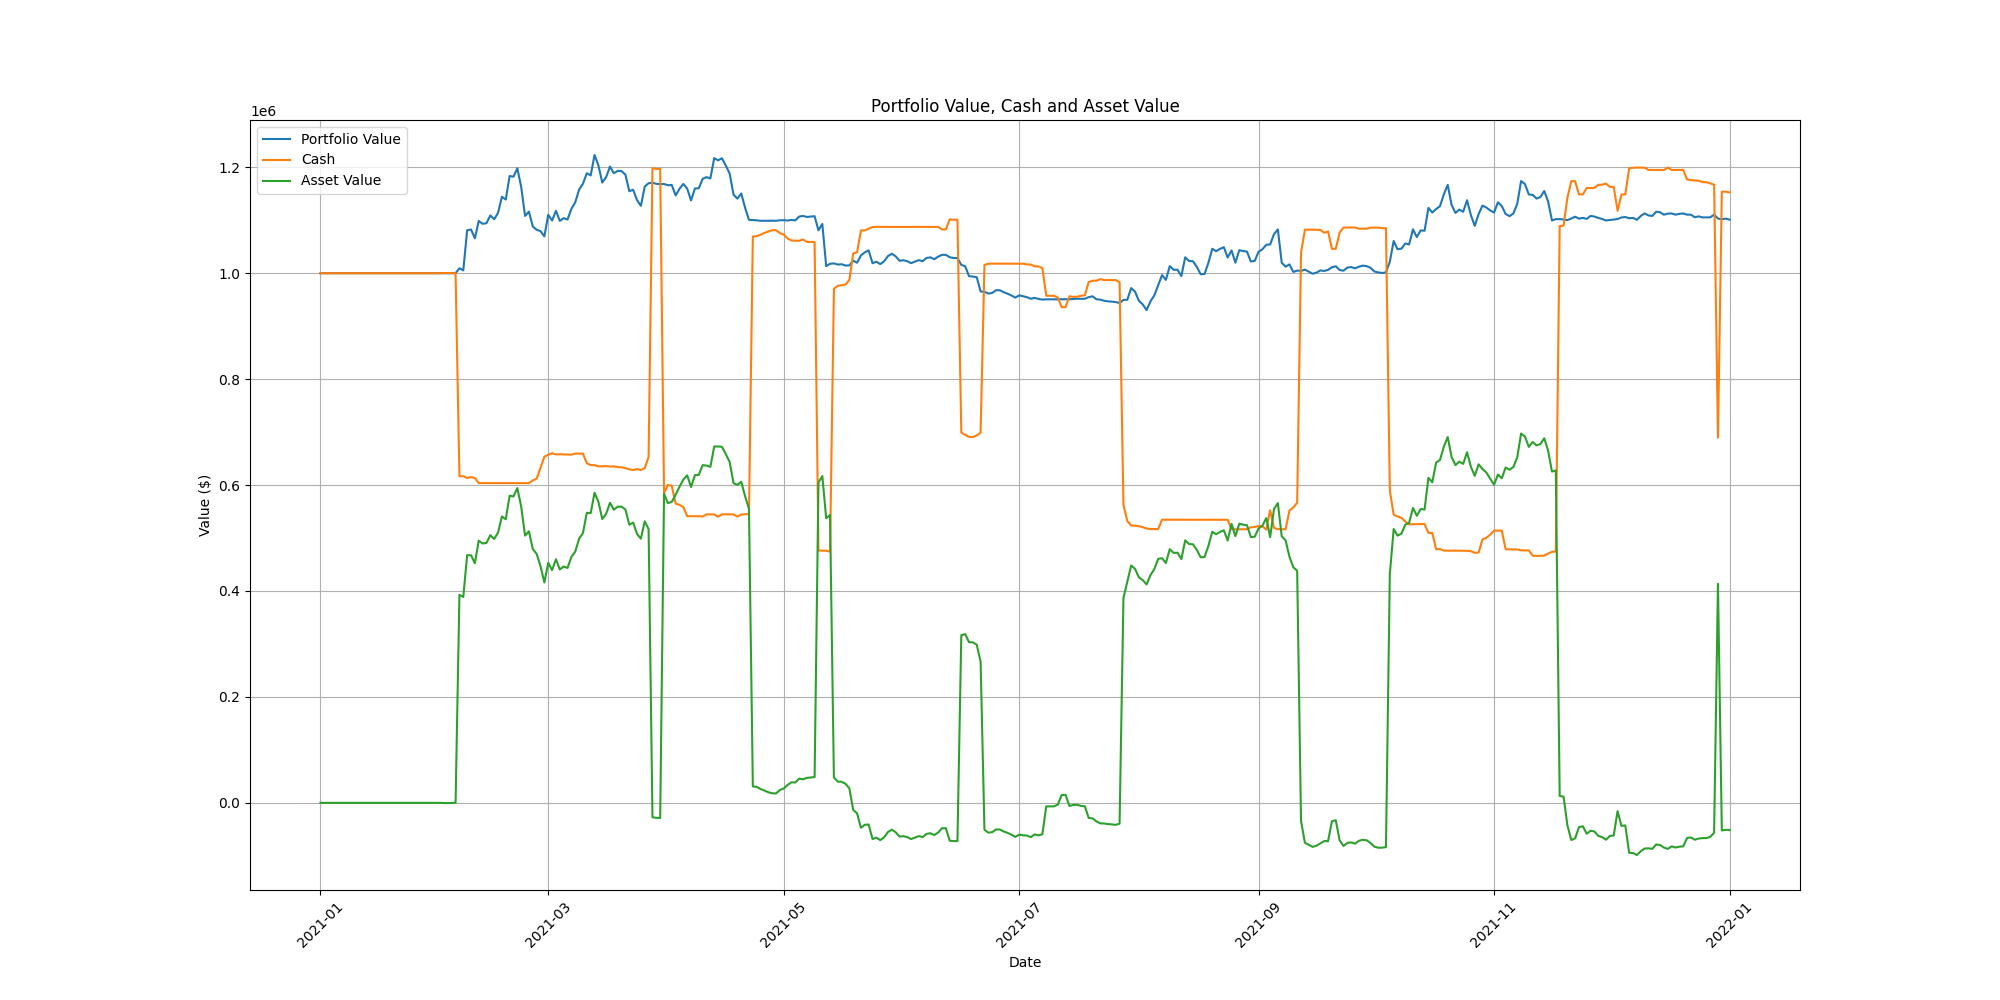 Portfolio Value, Cash and Asset Value
1e6
Portfolio Value
Cash
Asset Value
1.2
1.0
0.8
0.6
0.4
0.2
0.0
Value ($)
2021-01
2021-03
2021-05
2021-07
2021-09
2021-11
2022-01
Date